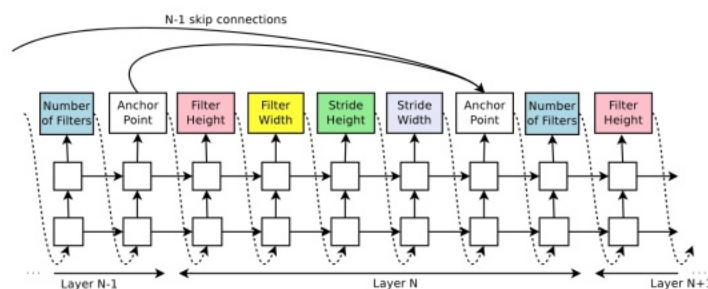 N-1 skip connections
Number
of Filters
Anchor
Point
Filter
Height
Filter
Width
Stride
Height
Stride
Width
Anchor
Point
Number
of Filters
Filter
Height
...
Layer N-1
Layer N
Layer N+1
...